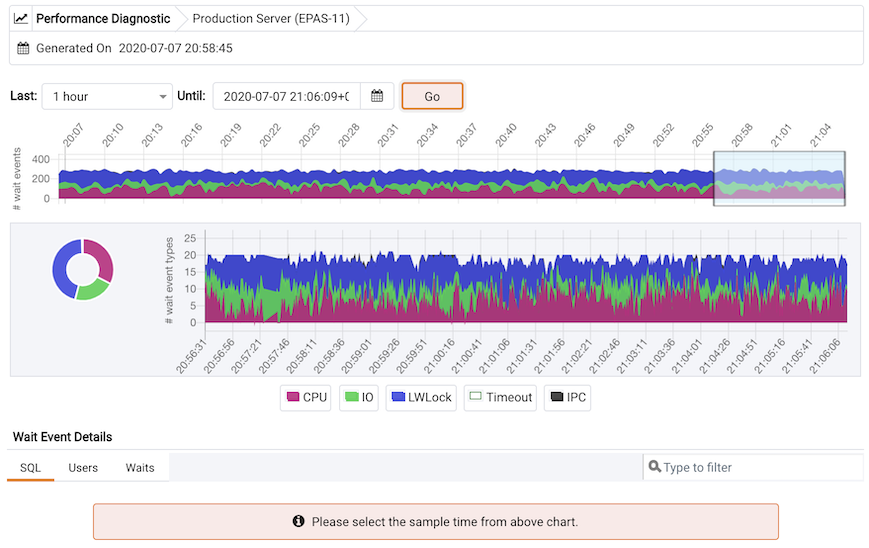 Performance Diagnostic Production Server (EPAS-11)
Generated On 2020-07-07 20:58:45
Last: 1 hour Until: 2020-07-07 21:06:09+0 Go
20:07 20:10 20:13 20:16 20:19 20:22 20:25 20:28 20:31 20:34 20:37 20:40 20:43 20:46 20:49 20:52 20:55 20:58 21:01 21:04
# wait events
400
200
0
# wait event types
25
20
15
10
5
0
20:56:31 20:56:56 20:57:21 20:57:46 20:58:11 20:58:36 20:59:01 20:59:26 20:59:51 21:00:16 21:00:41 21:01:06 21:01:31 21:01:56 21:02:21 21:02:46 21:03:11 21:03:36 21:04:01 21:04:26 21:04:51 21:05:16 21:05:41 21:06:06
CPU IO LWLock Timeout IPC
Wait Event Details
SQL Users Waits Type to filter
Please select the sample time from above chart.